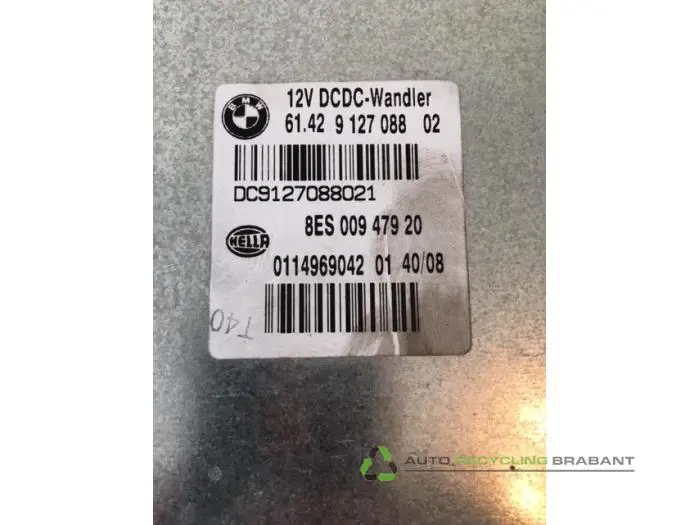 BMW
12V DCDC-Wandler
61.42 9 127 088 02
DC9127088021
8ES 009 479 20
HELLA
0114969042 01 40/08
T40
AUTO RECYCLING BRABANT